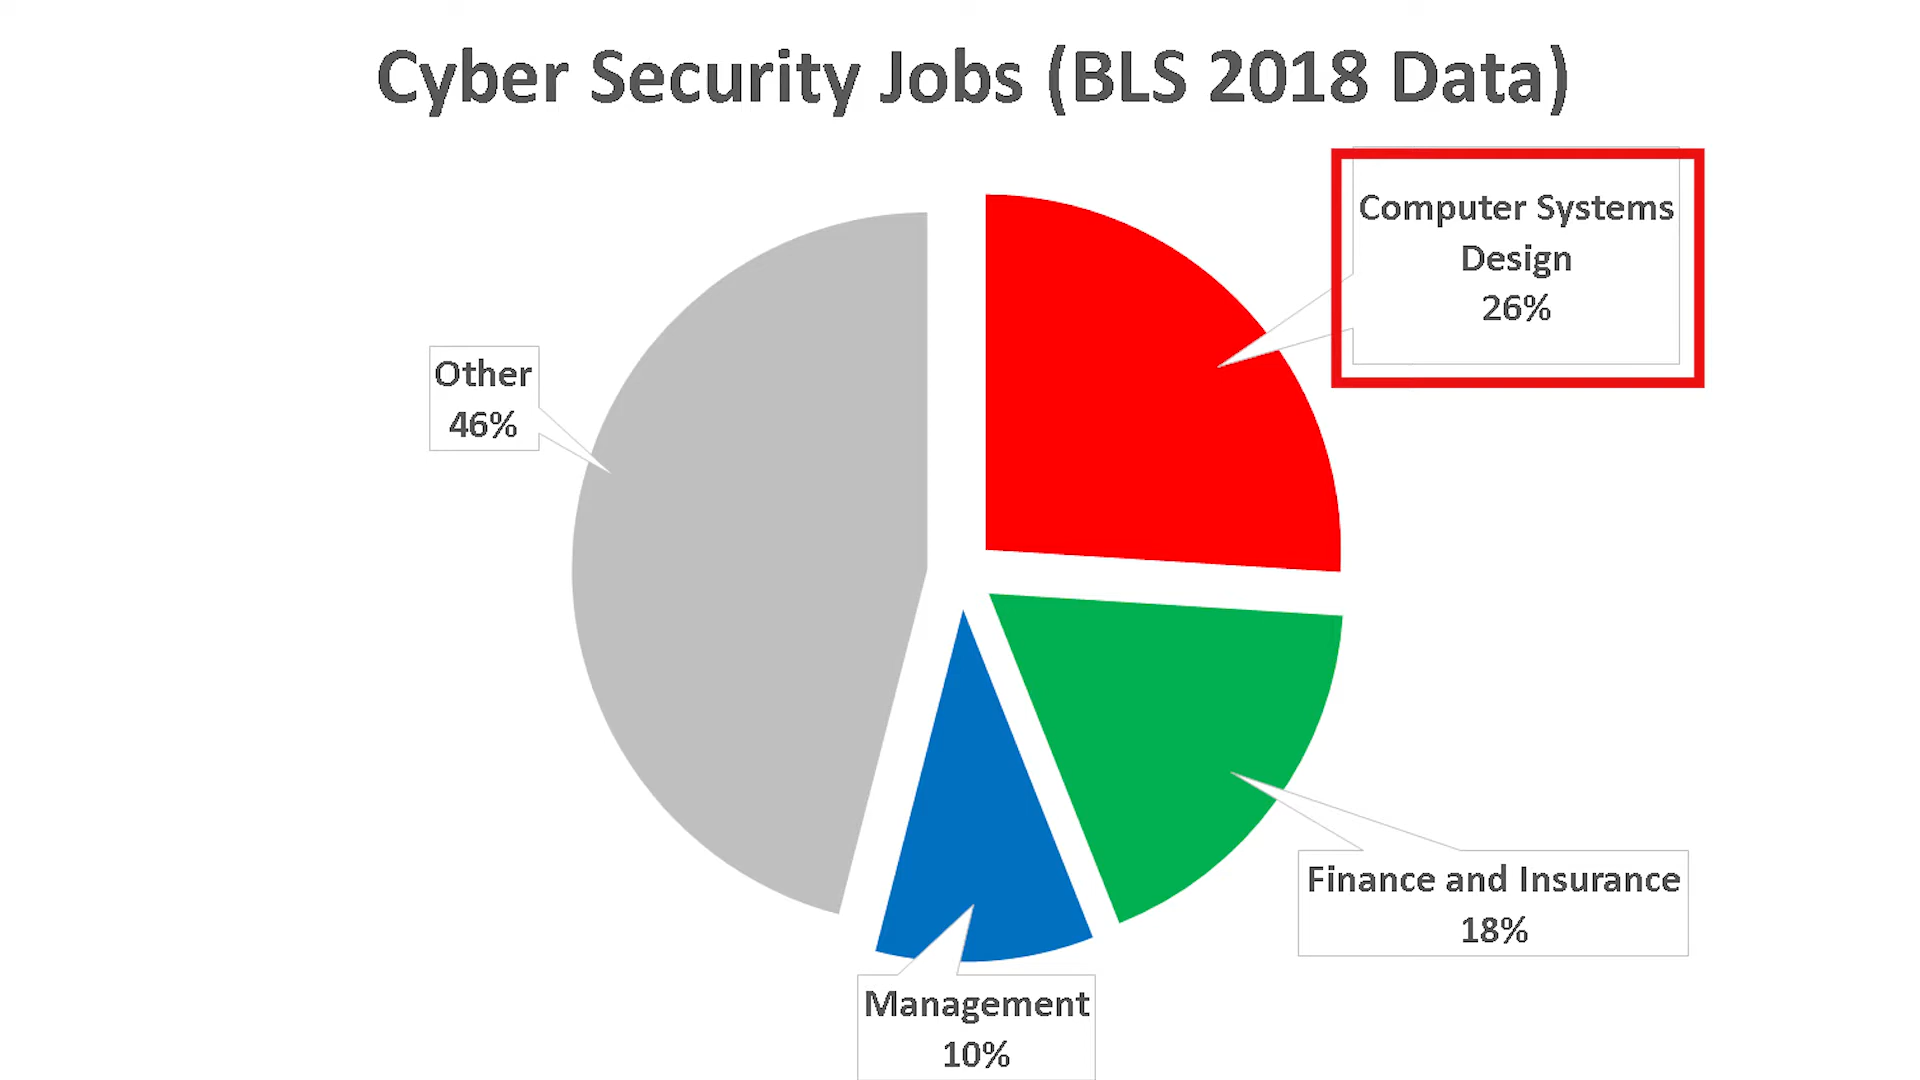 Cyber Security Jobs (BLS 2018 Data)
Computer Systems
Design
26%
Other
46%
Finance and Insurance
18%
Management
10%